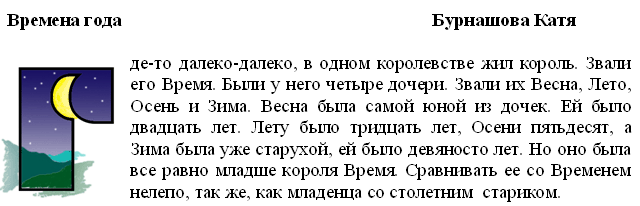 Времена года Бурнашова Катя
де-то далеко-далеко, в одном королевстве жил король. Звали
его Время. Были у него четыре дочери. Звали их Весна, Лето,
Осень и Зима. Весна была самой юной из дочек. Ей было
двадцать лет. Лету было тридцать лет, Осени пятьдесят, а
Зима была уже старухой, ей было девяносто лет. Но оно была
все равно младше короля Время. Сравнивать ее со Временем
нелепо, так же, как младенца со столетним стариком.